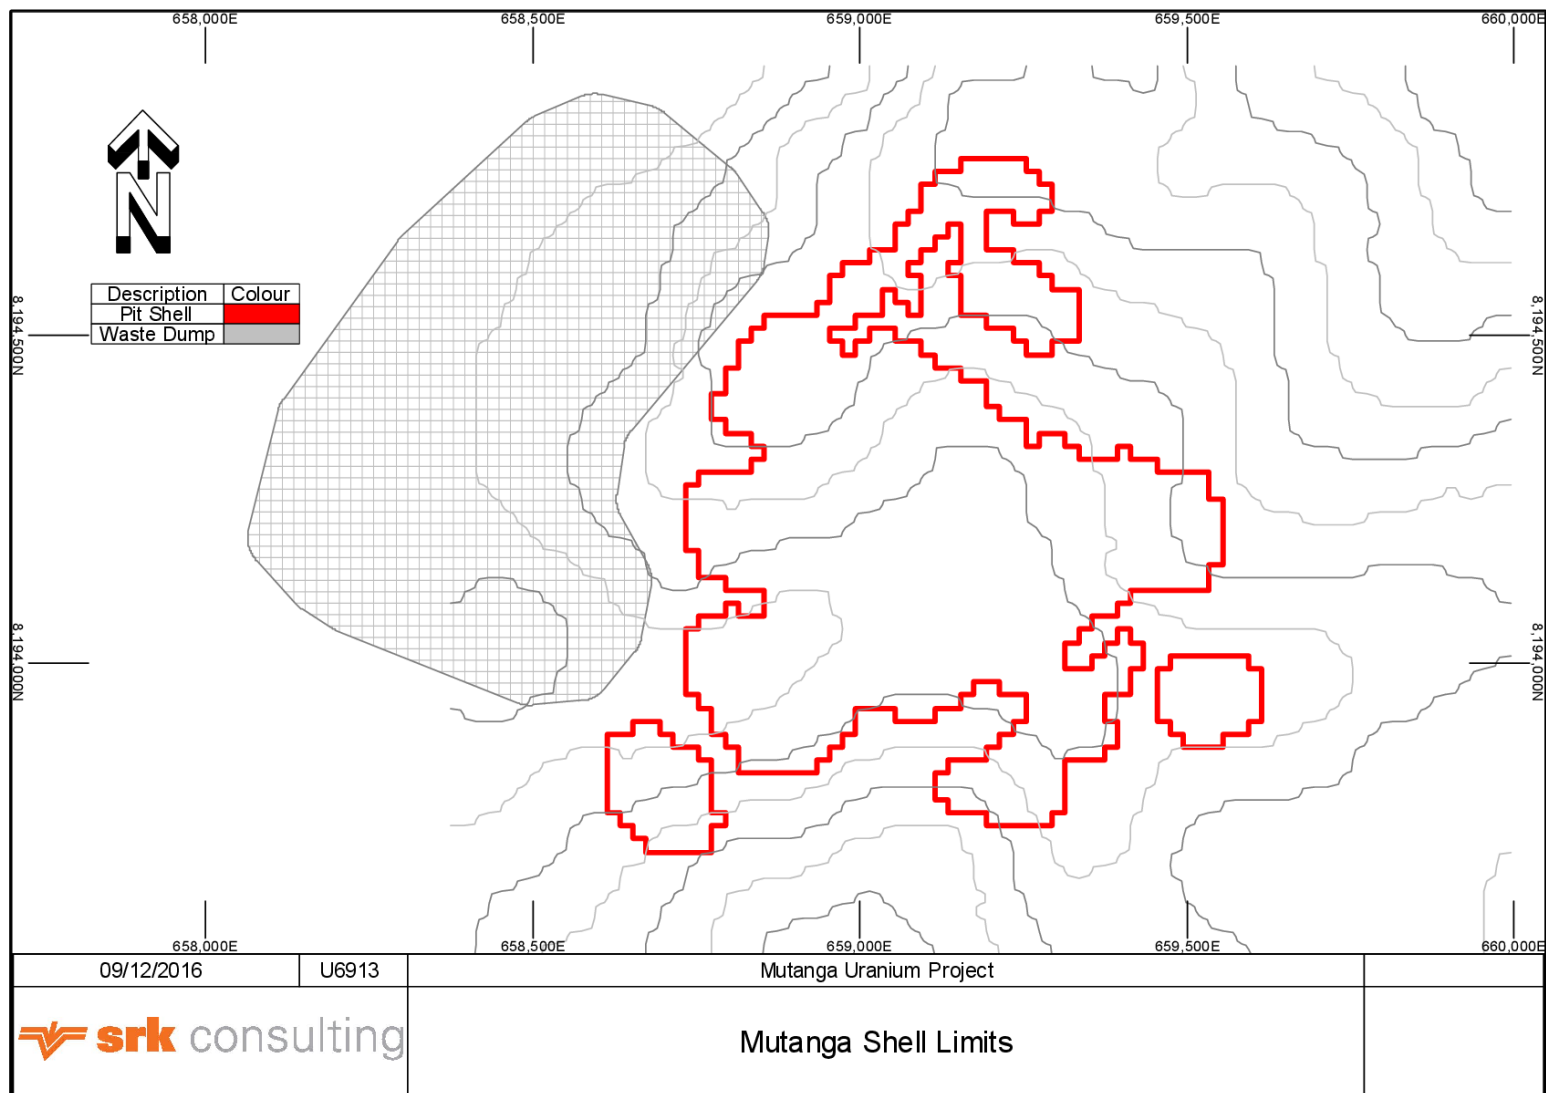 658,000E 658,500E 659,000E 659,500E 660,000E
Description Colour
Pit Shell
Waste Dump
8,194,500N 8,194,500N
8,194,000N 8,194,000N
658,000E 658,500E 659,000E 659,500E 660,000E
09/12/2016 U6913 Mutanga Uranium Project
srk consulting
Mutanga Shell Limits
N